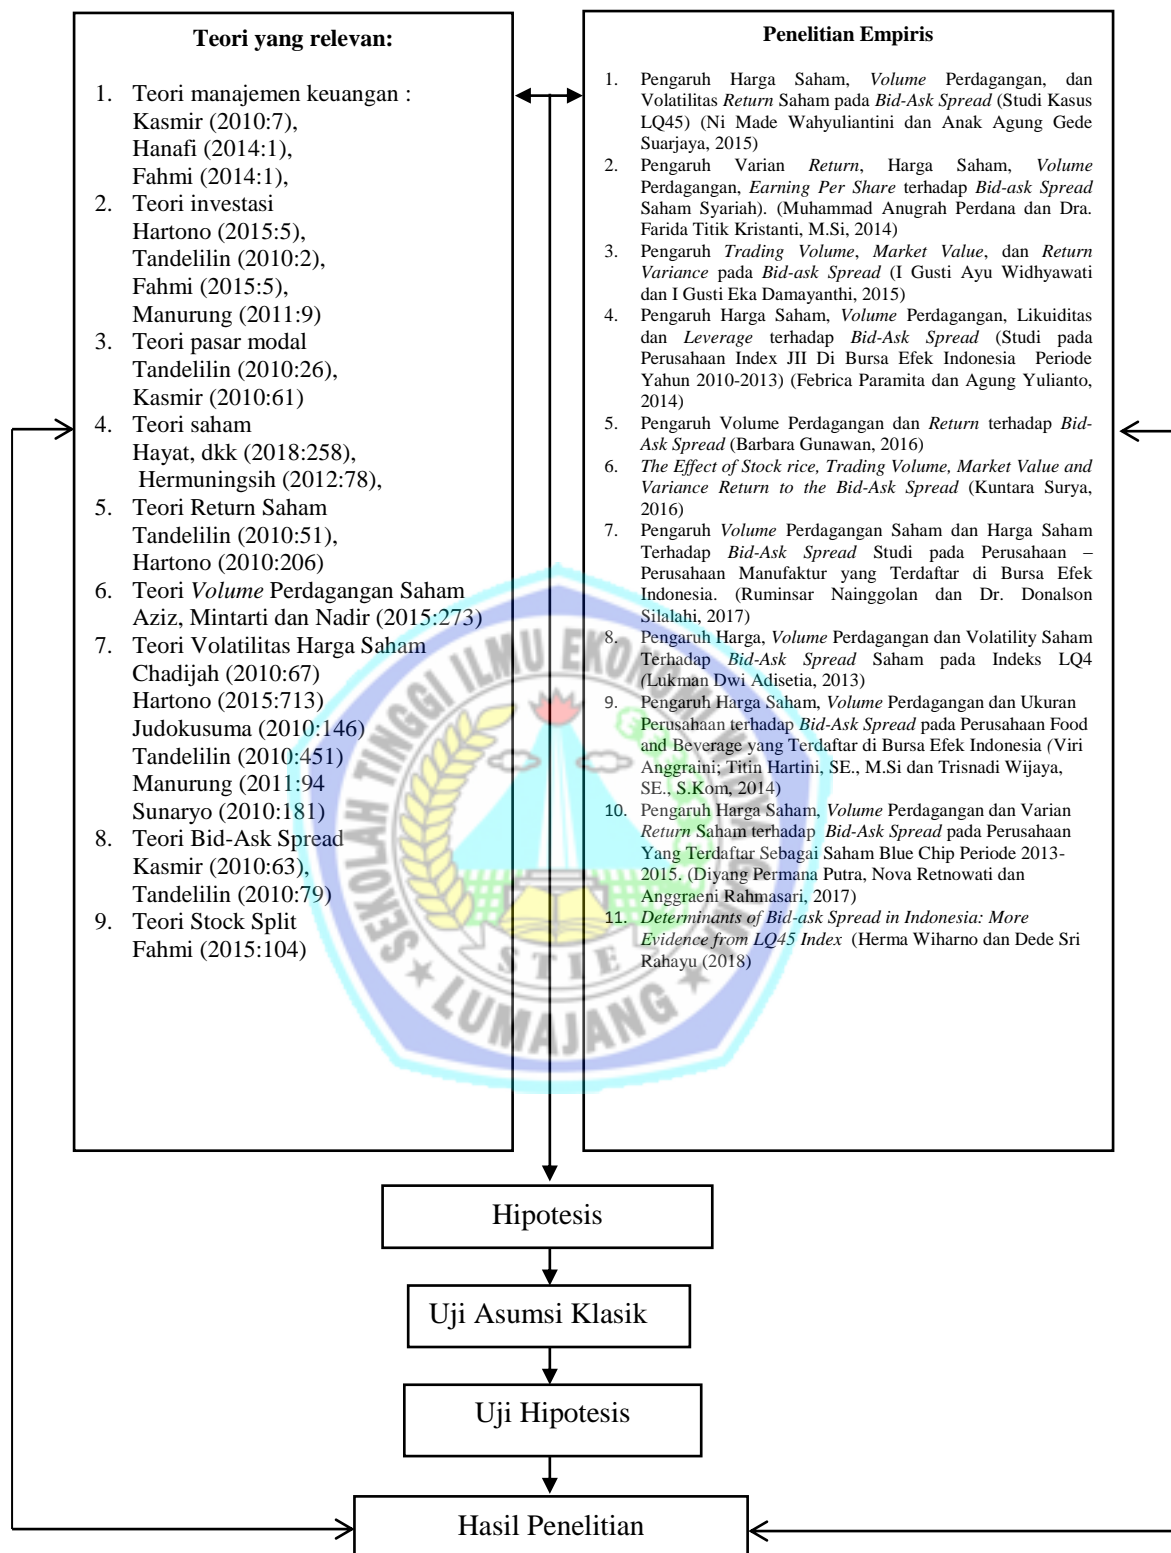 Teori yang relevan:
1. Teori manajemen keuangan :
Kasmir (2010:7),
Hanafi (2014:1),
Fahmi (2014:1),
2. Teori investasi
Hartono (2015:5),
Tandelilin (2010:2),
Fahmi (2015:5),
Manurung (2011:9)
3. Teori pasar modal
Tandelilin (2010:26),
Kasmir (2010:61)
4. Teori saham
Hayat, dkk (2018:258),
Hermuningsih (2012:78),
5. Teori Return Saham
Tandelilin (2010:51),
Hartono (2010:206)
6. Teori Volume Perdagangan Saham
Aziz, Mintarti dan Nadir (2015:273)
7. Teori Volatilitas Harga Saham
Chadijah (2010:67)
Hartono (2015:713)
Judokusuma (2010:146)
Tandelilin (2010:451)
Manurung (2011:94
Sunaryo (2010:181)
8. Teori Bid-Ask Spread
Kasmir (2010:63),
Tandelilin (2010:79)
9. Teori Stock Split
Fahmi (2015:104)
Penelitian Empiris
1. Pengaruh Harga Saham, Volume Perdagangan, dan
Volatilitas Return Saham pada Bid-Ask Spread (Studi Kasus
LQ45) (Ni Made Wahyuliantini dan Anak Agung Gede
Suarjaya, 2015)
2. Pengaruh Varian Return, Harga Saham, Volume
Perdagangan, Earning Per Share terhadap Bid-ask Spread
Saham Syariah). (Muhammad Anugrah Perdana dan Dra.
Farida Titik Kristanti, M.Si, 2014)
3. Pengaruh Trading Volume, Market Value, dan Return
Variance pada Bid-ask Spread (I Gusti Ayu Widhyawati
dan I Gusti Eka Damayanthi, 2015)
4. Pengaruh Harga Saham, Volume Perdagangan, Likuiditas
dan Leverage terhadap Bid-Ask Spread (Studi pada
Perusahaan Index JII Di Bursa Efek Indonesia Periode
Yahun 2010-2013) (Febrica Paramita dan Agung Yulianto,
2014)
5. Pengaruh Volume Perdagangan dan Return terhadap Bid-
Ask Spread (Barbara Gunawan, 2016)
6. The Effect of Stock rice, Trading Volume, Market Value and
Variance Return to the Bid-Ask Spread (Kuntara Surya,
2016)
7. Pengaruh Volume Perdagangan Saham dan Harga Saham
Terhadap Bid-Ask Spread Studi pada Perusahaan –
Perusahaan Manufaktur yang Terdaftar di Bursa Efek
Indonesia. (Ruminsar Nainggolan dan Dr. Donalson
Silalahi, 2017)
8. Pengaruh Harga, Volume Perdagangan dan Volatility Saham
Terhadap Bid-Ask Spread Saham pada Indeks LQ4
(Lukman Dwi Adisetia, 2013)
9. Pengaruh Harga Saham, Volume Perdagangan dan Ukuran
Perusahaan terhadap Bid-Ask Spread pada Perusahaan Food
and Beverage yang Terdaftar di Bursa Efek Indonesia (Viri
Anggraini; Titin Hartini, SE., M.Si dan Trisnadi Wijaya,
SE., S.Kom, 2014)
10. Pengaruh Harga Saham, Volume Perdagangan dan Varian
Return Saham terhadap Bid-Ask Spread pada Perusahaan
Yang Terdaftar Sebagai Saham Blue Chip Periode 2013-
2015. (Diyang Permana Putra, Nova Retnowati dan
Anggraeni Rahmasari, 2017)
11. Determinants of Bid-ask Spread in Indonesia: More
Evidence from LQ45 Index (Herma Wiharno dan Dede Sri
Rahayu (2018)
SEKOLAH TINGGI ILMU EKONOMI WIDYA GAMA
STIE
LUMAJANG
Hipotesis
Uji Asumsi Klasik
Uji Hipotesis
Hasil Penelitian